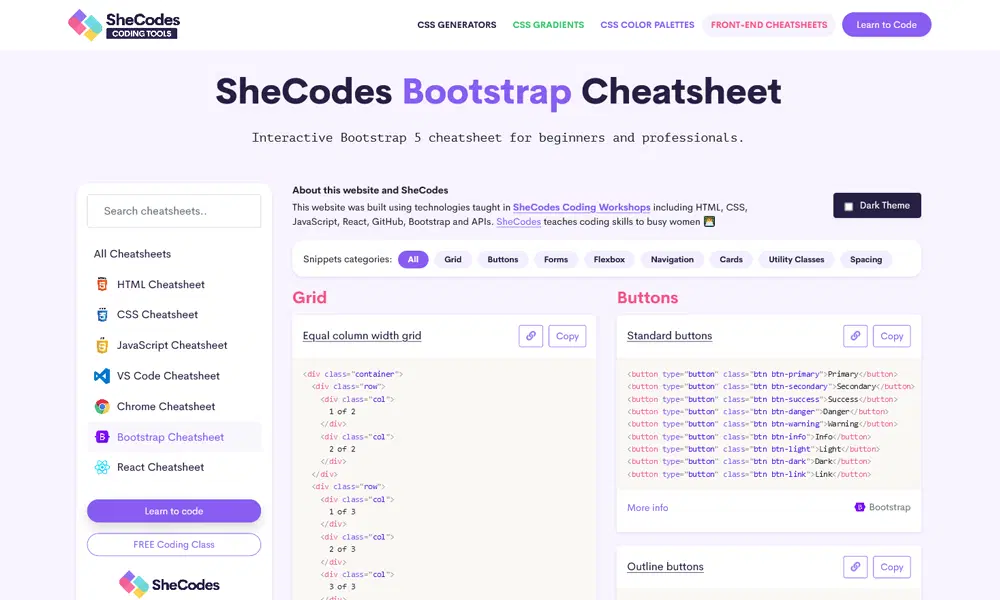 SheCodes
CODING TOOLS
CSS GENERATORS
CSS GRADIENTS
CSS COLOR PALETTES
FRONT-END CHEATSHEETS
Learn to Code
SheCodes Bootstrap Cheatsheet
Interactive Bootstrap 5 cheatsheet for beginners and professionals.
Search cheatsheets..
All Cheatsheets
HTML Cheatsheet
CSS Cheatsheet
JavaScript Cheatsheet
VS Code Cheatsheet
Chrome Cheatsheet
Bootstrap Cheatsheet
React Cheatsheet
Learn to code
FREE Coding Class
SheCodes
About this website and SheCodes
This website was built using technologies taught in SheCodes Coding Workshops including HTML, CSS,
JavaScript, React, GitHub, Bootstrap and APIs. SheCodes teaches coding skills to busy women
Dark Theme
Snippets categories: All Grid Buttons Forms Flexbox Navigation Cards Utility Classes Spacing
Grid
Equal column width grid
Copy
<div class="container">
<div class="row">
<div class="col">
1 of 2
</div>
<div class="col">
2 of 2
</div>
</div>
<div class="row">
<div class="col">
1 of 3
</div>
<div class="col">
2 of 3
</div>
<div class="col">
3 of 3
</div>
Buttons
Standard buttons
Copy
<button type="button" class="btn btn-primary">Primary</button>
<button type="button" class="btn btn-secondary">Secondary</button>
<button type="button" class="btn btn-success">Success</button>
<button type="button" class="btn btn-danger">Danger</button>
<button type="button" class="btn btn-warning">Warning</button>
<button type="button" class="btn btn-info">Info</button>
<button type="button" class="btn btn-light">Light</button>
<button type="button" class="btn btn-dark">Dark</button>
<button type="button" class="btn btn-link">Link</button>
More info
Bootstrap
Outline buttons
Copy